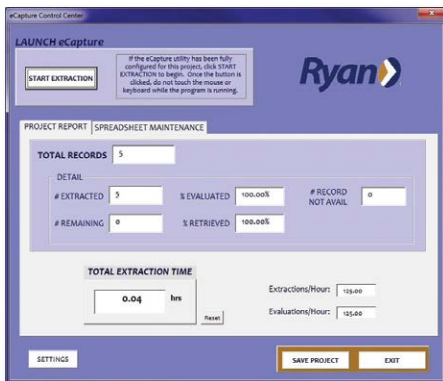 eCapture Control Center
LAUNCH eCapture
START EXTRACTION
If the eCapture utility has been fully
configured for this project, click START
EXTRACTION to begin. Once the button is
clicked, do not touch the mouse or
keyboard while the program is running.
Ryan
PROJECT REPORT SPREADSHEET MAINTENANCE
TOTAL RECORDS 5
DETAIL
# EXTRACTED 5 % EVALUATED 100.00% # RECORD
NOT AVAIL 0
# REMAINING 0 % RETRIEVED 100.00%
TOTAL EXTRACTION TIME
0.04 hrs
Reset
Extractions/Hour: 125.00
Evaluations/Hour: 125.00
SETTINGS SAVE PROJECT EXIT